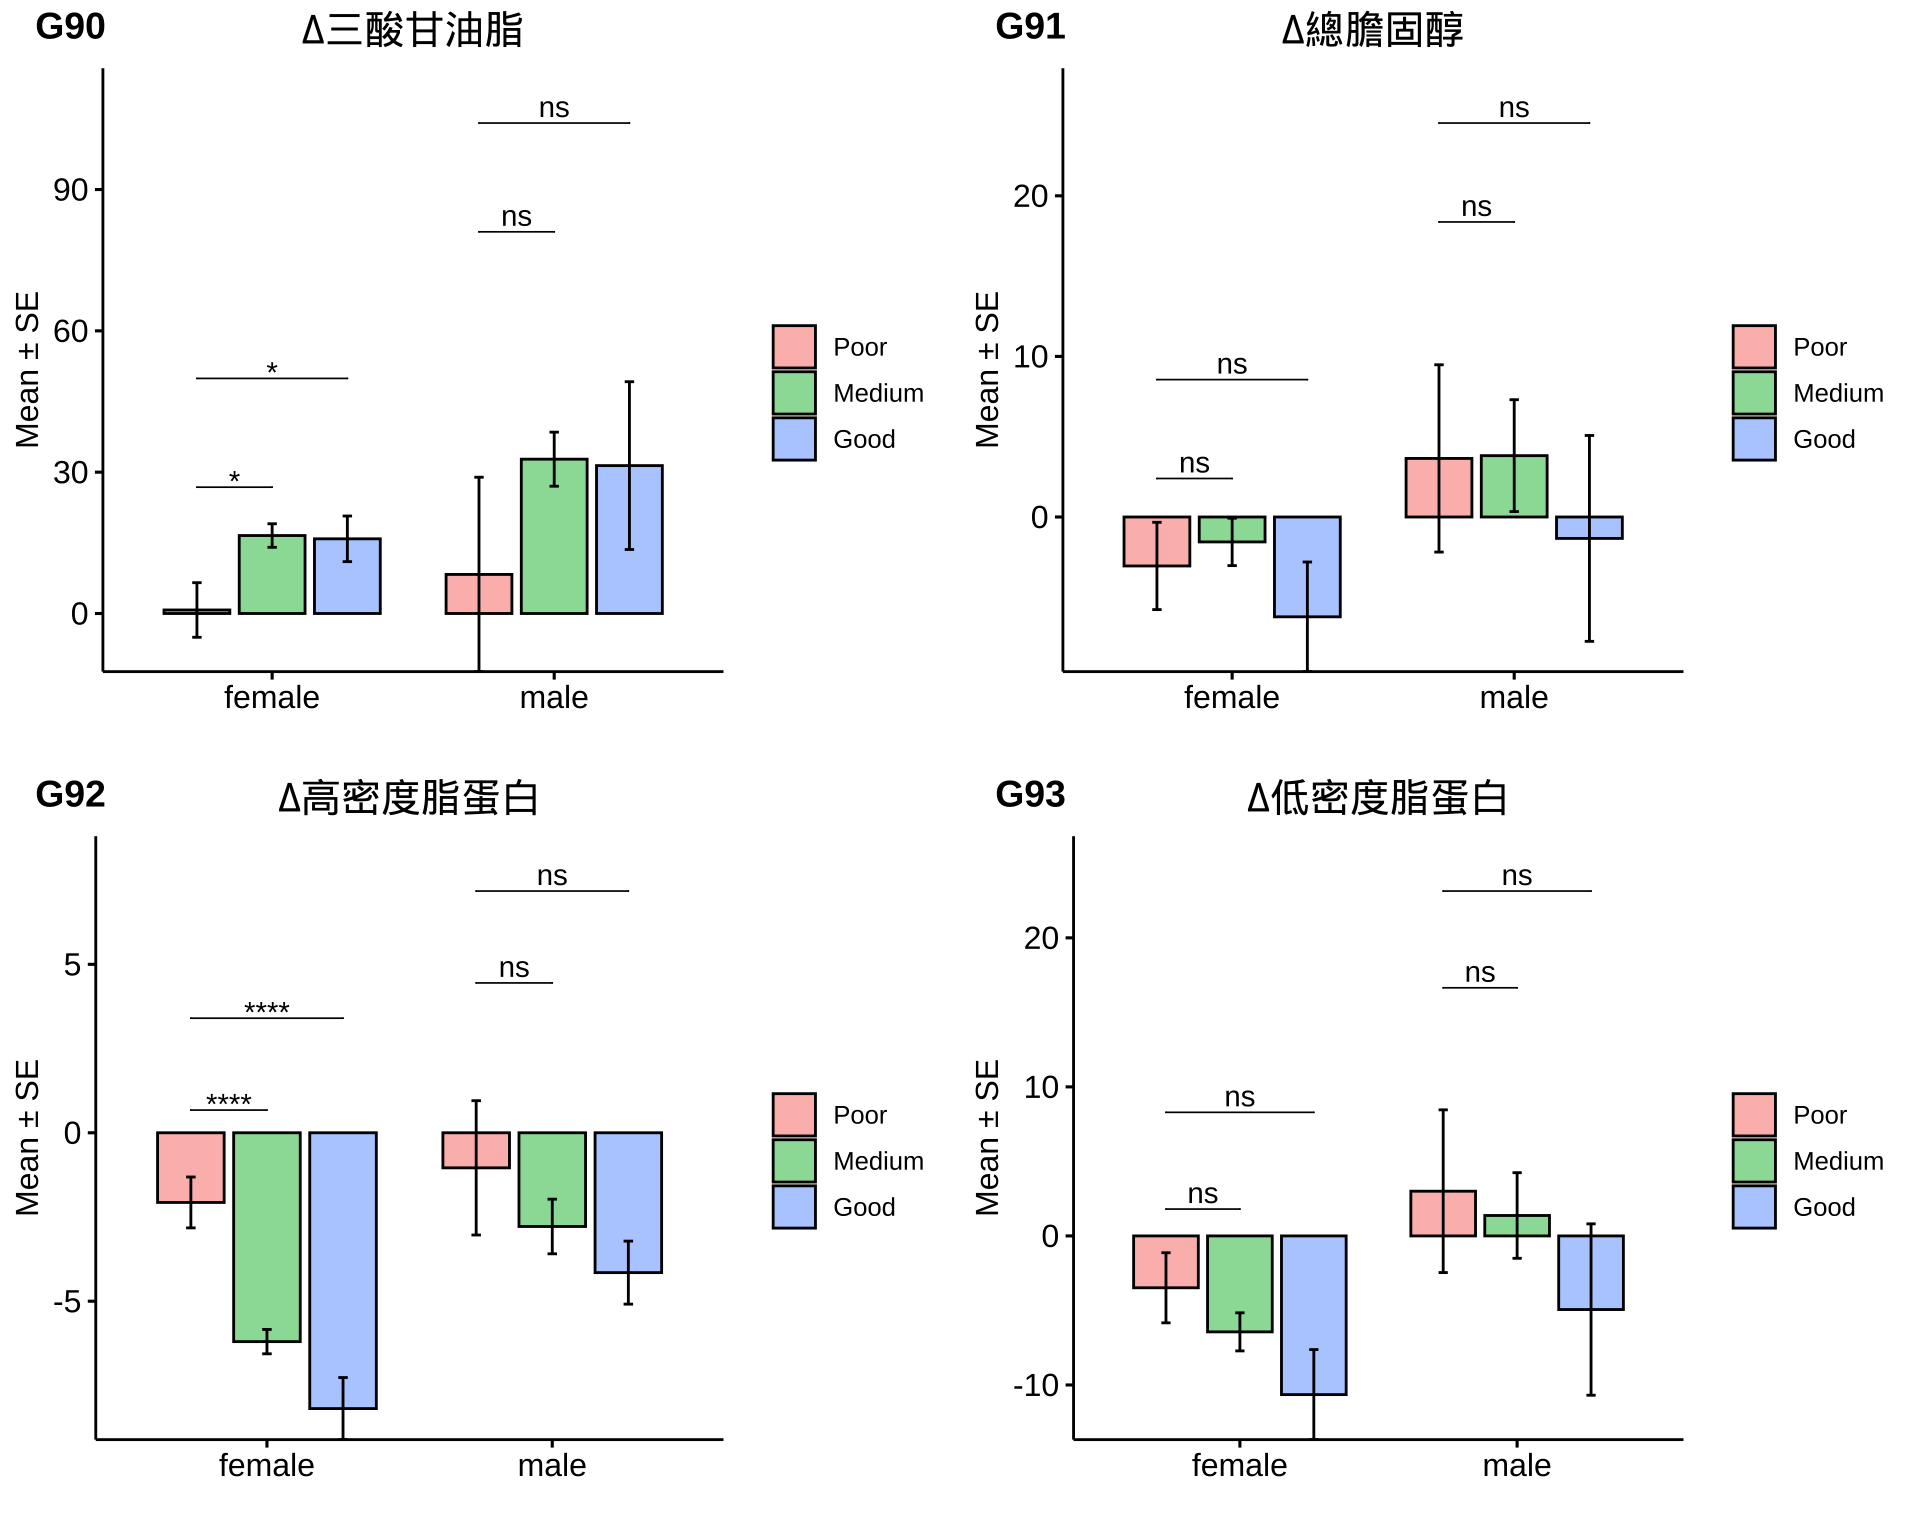 G90
Δ三酸甘油脂
Mean ± SE
90
60
30
0
ns
ns
*
*
female
male
Poor
Medium
Good
G91
Δ總膽固醇
Mean ± SE
20
10
0
ns
ns
ns
ns
female
male
Poor
Medium
Good
G92
Δ高密度脂蛋白
Mean ± SE
5
0
-5
ns
ns
****
****
female
male
Poor
Medium
Good
G93
Δ低密度脂蛋白
Mean ± SE
20
10
0
-10
ns
ns
ns
ns
female
male
Poor
Medium
Good